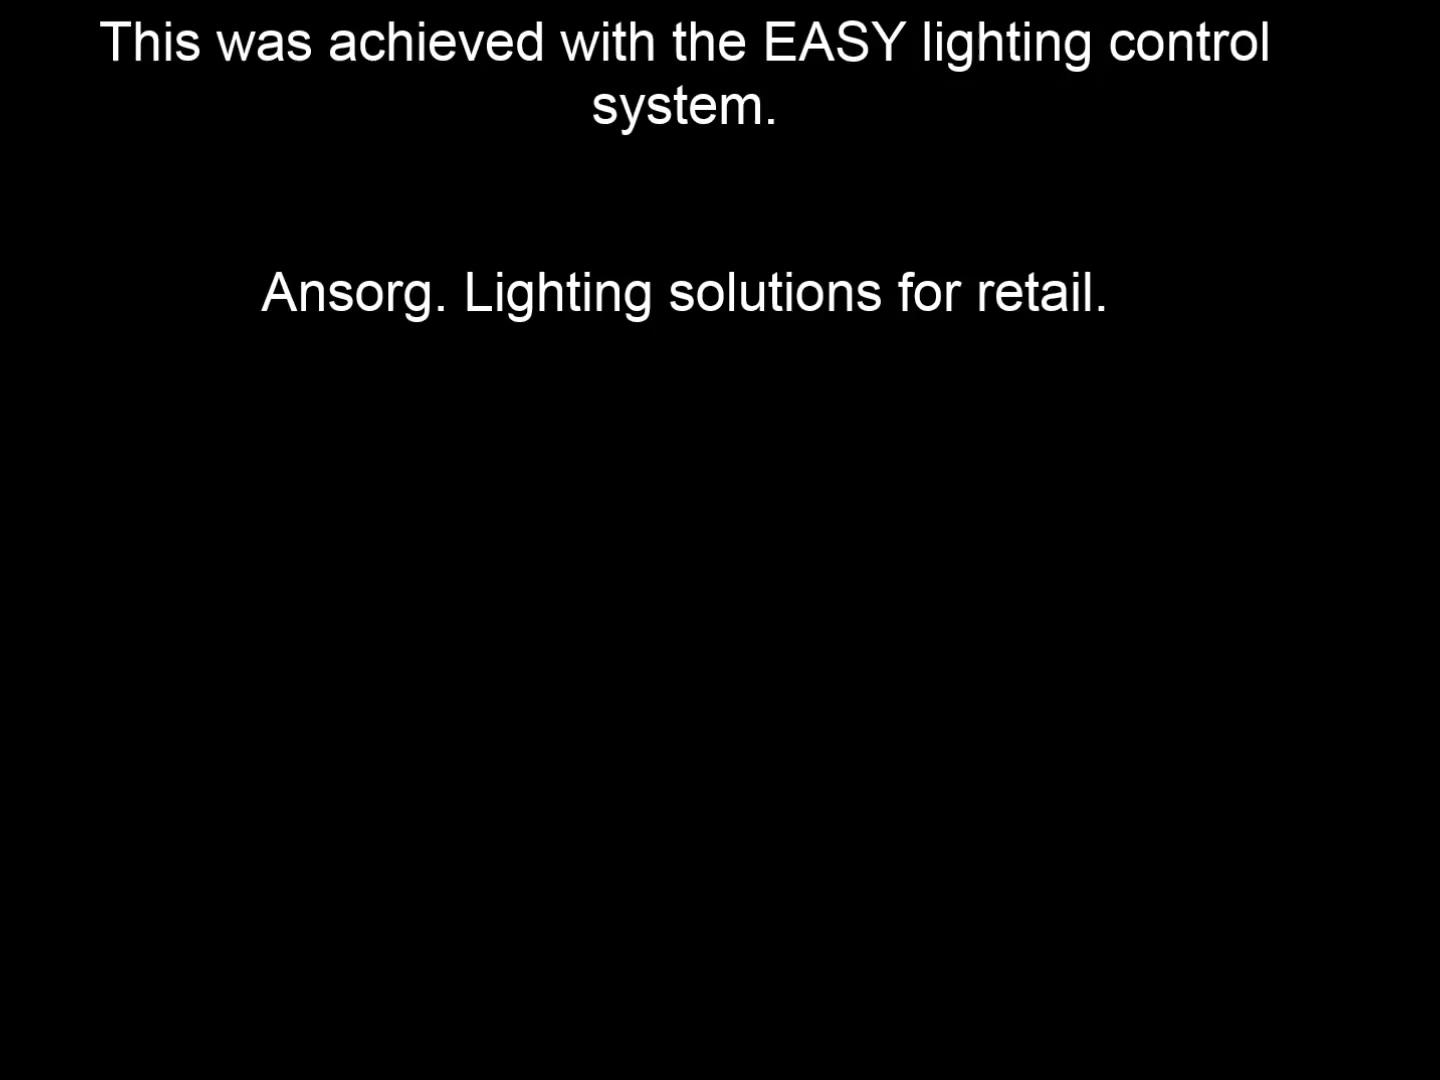 This was achieved with the EASY lighting control
system.
Ansorg. Lighting solutions for retail.